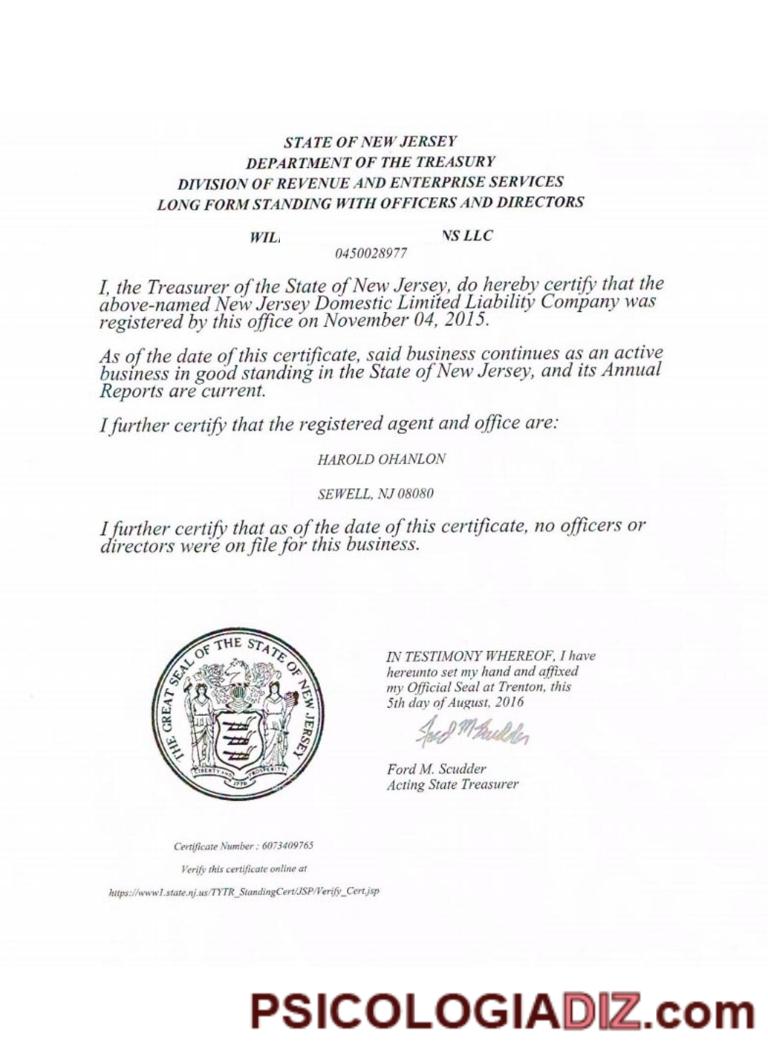 STATE OF NEW JERSEY
DEPARTMENT OF THE TREASURY
DIVISION OF REVENUE AND ENTERPRISE SERVICES
LONG FORM STANDING WITH OFFICERS AND DIRECTORS
WIL NS LLC
0450028977
I, the Treasurer of the State of New Jersey, do hereby certify that the
above-named New Jersey Domestic Limited Liability Company was
registered by this office on November 04, 2015.
As of the date of this certificate, said business continues as an active
business in good standing in the State of New Jersey, and its Annual
Reports are current.
I further certify that the registered agent and office are:
HAROLD OHANLON
SEWELL, NJ 08080
I further certify that as of the date of this certificate, no officers or
directors were on file for this business.
THE GREAT SEAL OF THE STATE OF NEW JERSEY
LIBERTY AND PROSPERITY
1776
IN TESTIMONY WHEREOF, I have
hereunto set my hand and affixed
my Official Seal at Trenton, this
5th day of August, 2016
Ford M Scudder
Ford M. Scudder
Acting State Treasurer
Certificate Number : 6073409765
Verify this certificate online at
https://www1.state.nj.us/TYTR_StandingCert/JSP/Verify_Cert.jsp
PSICOLOGIADIZ.com